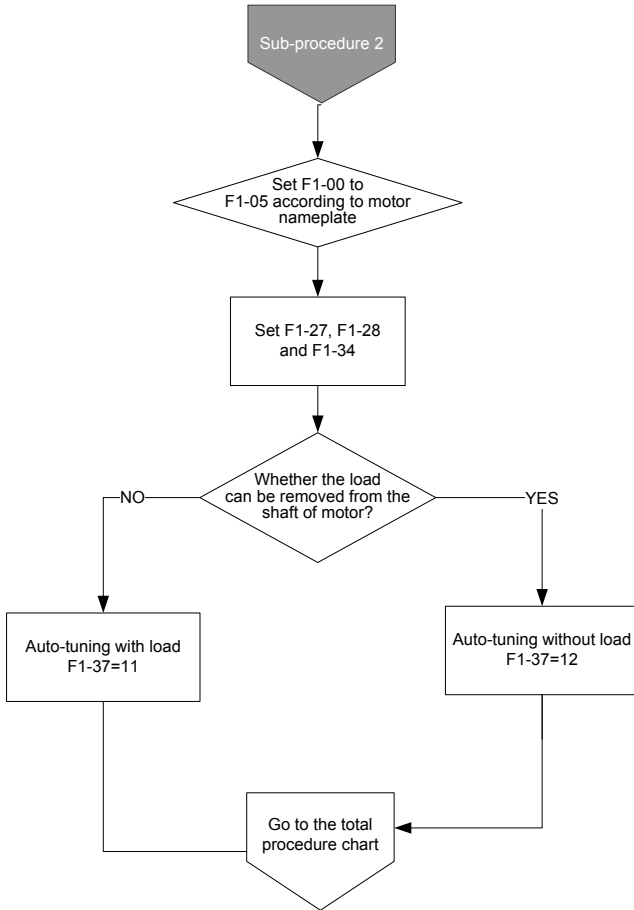 Sub-procedure 2
Set F1-00 to
F1-05 according to motor
nameplate
Set F1-27, F1-28
and F1-34
Whether the load
can be removed from the
shaft of motor?
NO
YES
Auto-tuning with load
F1-37=11
Auto-tuning without load
F1-37=12
Go to the total
procedure chart